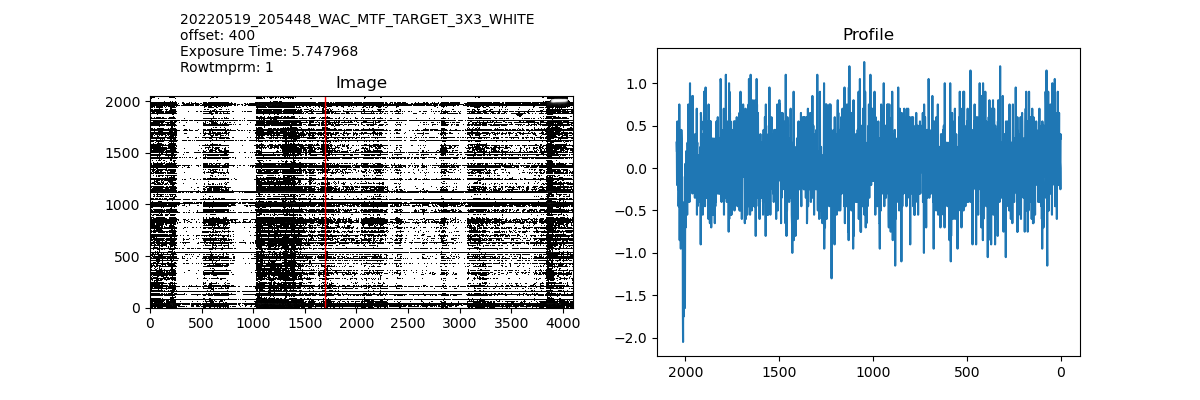 20220519_205448_WAC_MTF_TARGET_3X3_WHITE
offset: 400
Exposure Time: 5.747968
Rowtmprm: 1
Image
2000
1500
1000
500
0
0 500 1000 1500 2000 2500 3000 3500 4000
Profile
1.0
0.5
0.0
−0.5
−1.0
−1.5
−2.0
2000 1500 1000 500 0